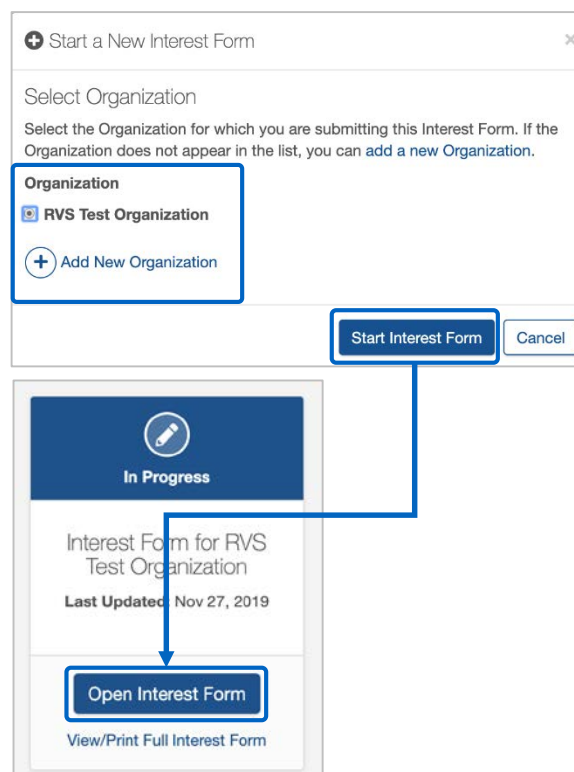 Start a New Interest Form
Select Organization
Select the Organization for which you are submitting this Interest Form. If the
Organization does not appear in the list, you can add a new Organization.
Organization
RVS Test Organization
Add New Organization
Start Interest Form
Cancel
In Progress
Interest Form for RVS
Test Organization
Last Updated: Nov 27, 2019
Open Interest Form
View/Print Full Interest Form